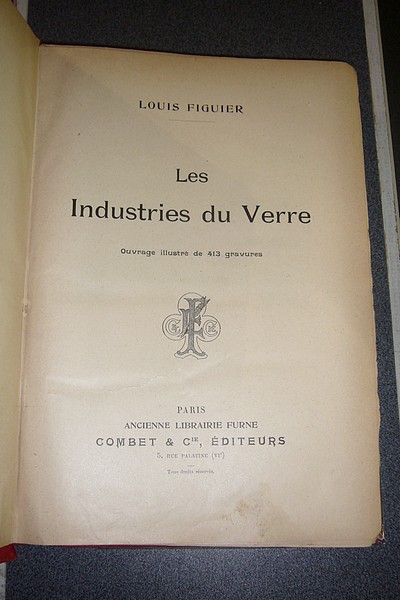 LOUIS FIGUIER
Les
Industries du Verre
Ouvrage illustré de 413 gravures
PARIS
ANCIENNE LIBRAIRIE FURNE
COMBET & Cie, ÉDITEURS
5, RUE PALATINE (VIe)
Tous droits réservés.